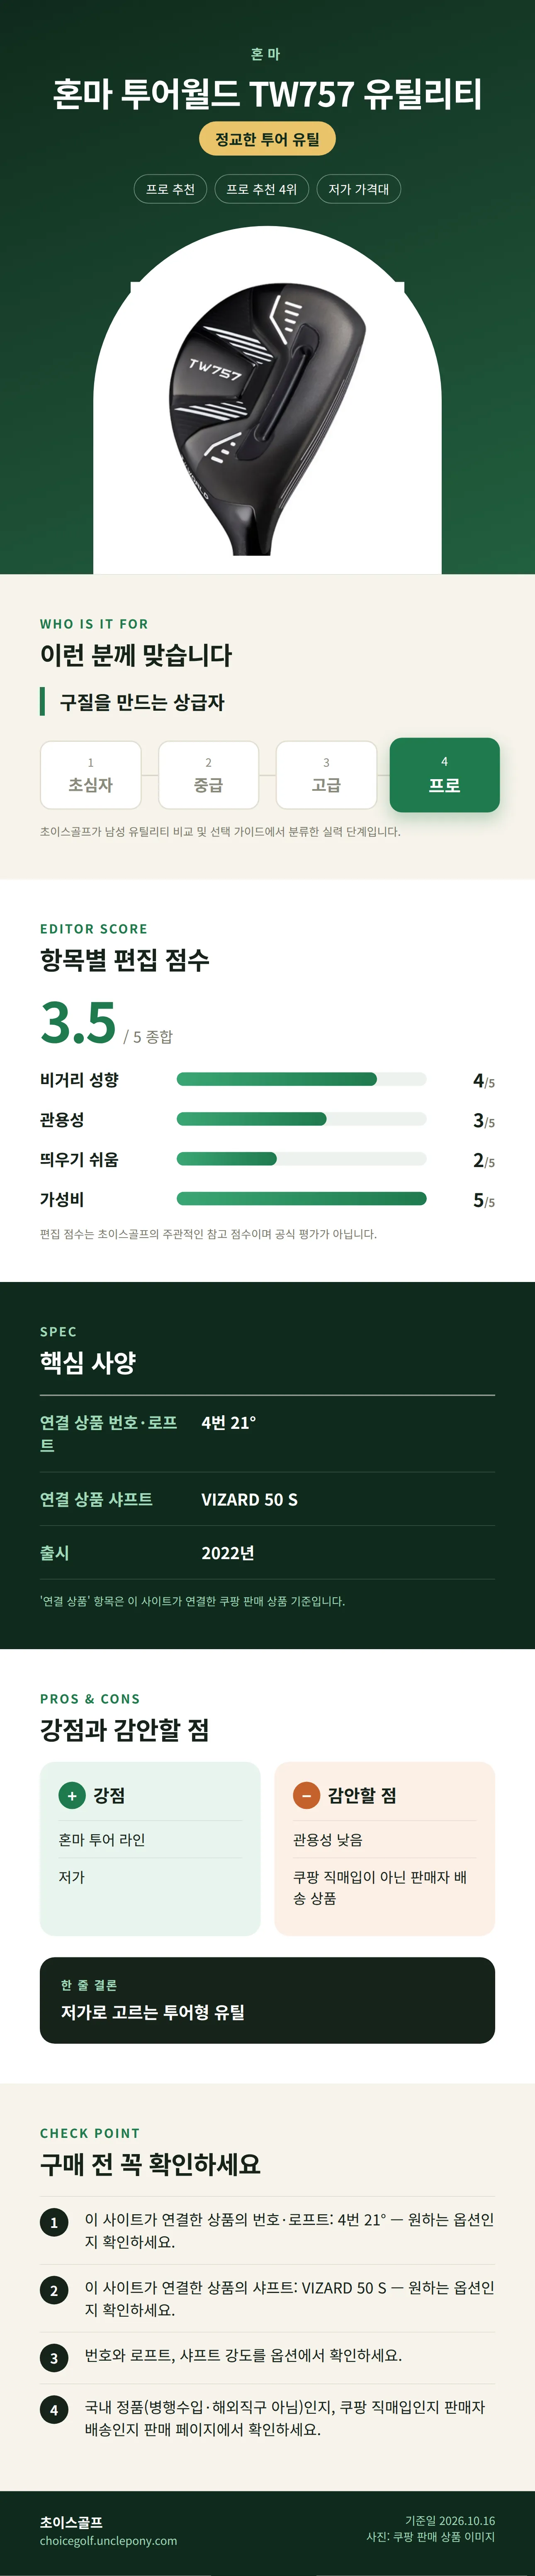 혼마
혼마 투어월드 TW757 유틸리티
정교한 투어 유틸
프로 추천
프로 추천 4위
저가 가격대
TW757
WHO IS IT FOR
이런 분께 맞습니다
구질을 만드는 상급자
1
초심자
2
중급
3
고급
4
프로
초이스골프가 남성 유틸리티 비교 및 선택 가이드에서 분류한 실력 단계입니다.
EDITOR SCORE
항목별 편집 점수
3.5 / 5 종합
비거리 성향 4/5
관용성 3/5
띄우기 쉬움 2/5
가성비 5/5
편집 점수는 초이스골프의 주관적인 참고 점수이며 공식 평가가 아닙니다.
SPEC
핵심 사양
연결 상품 번호·로프 4번 21°
트
연결 상품 샤프트 VIZARD 50 S
출시 2022년
'연결 상품' 항목은 이 사이트가 연결한 쿠팡 판매 상품 기준입니다.
PROS & CONS
강점과 감안할 점
+ 강점
혼마 투어 라인
저가
− 감안할 점
관용성 낮음
쿠팡 직매입이 아닌 판매자 배
송 상품
한 줄 결론
저가로 고르는 투어형 유틸
CHECK POINT
구매 전 꼭 확인하세요
1 이 사이트가 연결한 상품의 번호·로프트: 4번 21° — 원하는 옵션인
지 확인하세요.
2 이 사이트가 연결한 상품의 샤프트: VIZARD 50 S — 원하는 옵션인
지 확인하세요.
3 번호와 로프트, 샤프트 강도를 옵션에서 확인하세요.
4 국내 정품(병행수입·해외직구 아님)인지, 쿠팡 직매입인지 판매자
배송인지 판매 페이지에서 확인하세요.
초이스골프
choicegolf.unclepony.com
기준일 2026.10.16
사진: 쿠팡 판매 상품 이미지